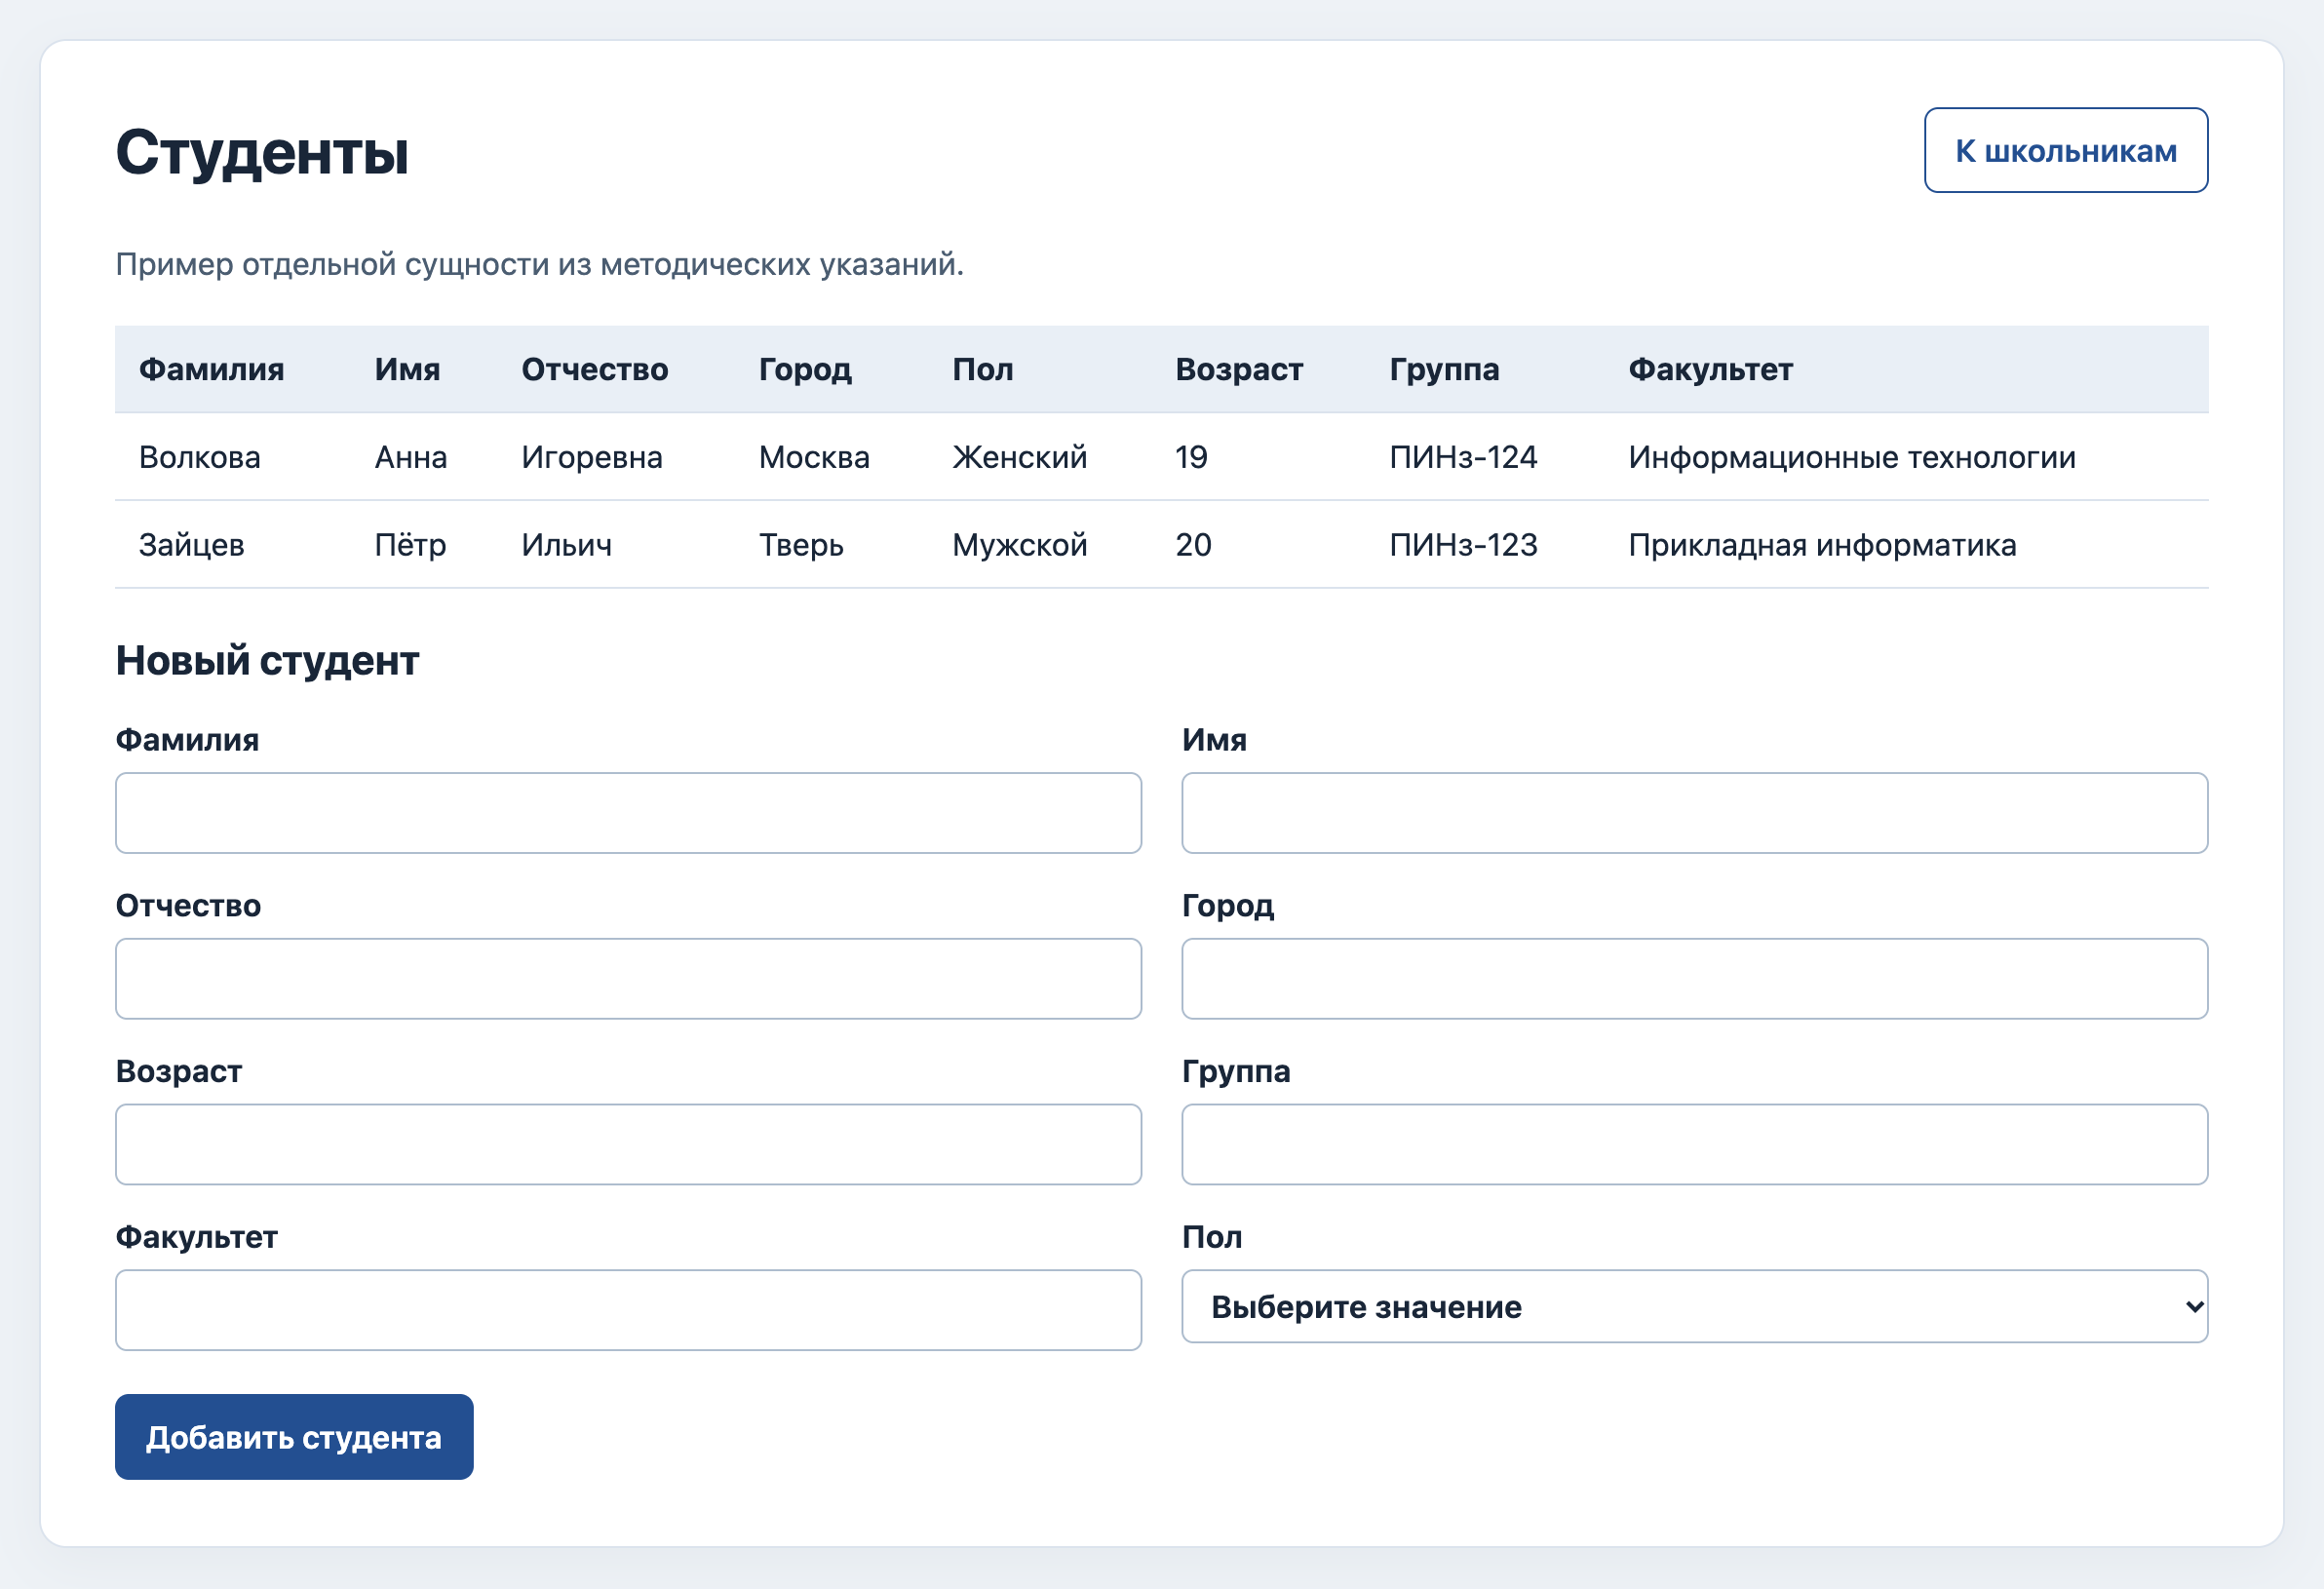 Студенты
К школьникам
Пример отдельной сущности из методических указаний.
Фамилия Имя Отчество Город Пол Возраст Группа Факультет
Волкова Анна Игоревна Москва Женский 19 ПИНз-124 Информационные технологии
Зайцев Пётр Ильич Тверь Мужской 20 ПИНз-123 Прикладная информатика
Новый студент
Фамилия Имя
Отчество Город
Возраст Группа
Факультет Пол
Выберите значение
Добавить студента